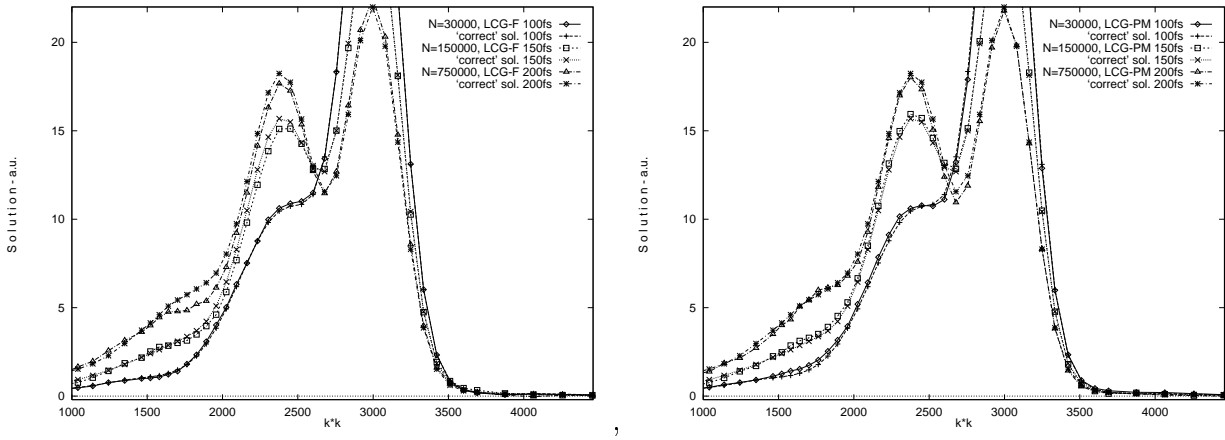 N=30000, LCG-F 100fs
'correct' sol. 100fs
N=150000, LCG-F 150fs
'correct' sol. 150fs
N=750000, LCG-F 200fs
'correct' sol. 200fs
20
15
10
5
0
Solution - a.u.
1000 1500 2000 2500 3000 3500 4000
k*k
,
N=30000, LCG-PM 100fs
'correct' sol. 100fs
N=150000, LCG-PM 150fs
'correct' sol. 150fs
N=750000, LCG-PM 200fs
'correct' sol. 200fs
20
15
10
5
0
Solution - a.u.
1000 1500 2000 2500 3000 3500 4000
k*k